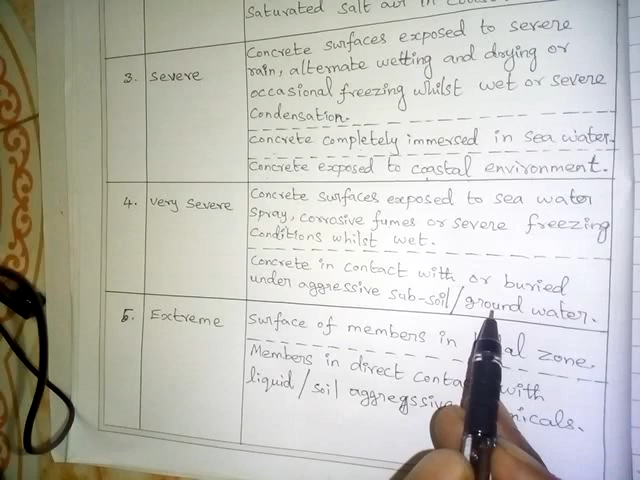 Saturated salt air in
3. Severe
Concrete surfaces exposed to severe
rain, alternate wetting and drying or
occasional freezing whilst wet or severe
Condensation.
Concrete completely immersed in sea water.
Concrete exposed to coastal environment.
4. Very Severe
Concrete surfaces exposed to sea water
spray, corrosive fumes or severe freezing
Conditions whilst wet.
Concrete in contact with or buried
under aggressive sub-soil/ground water.
5. Extreme
Surface of members in zone
Members in direct with
liquid/soil